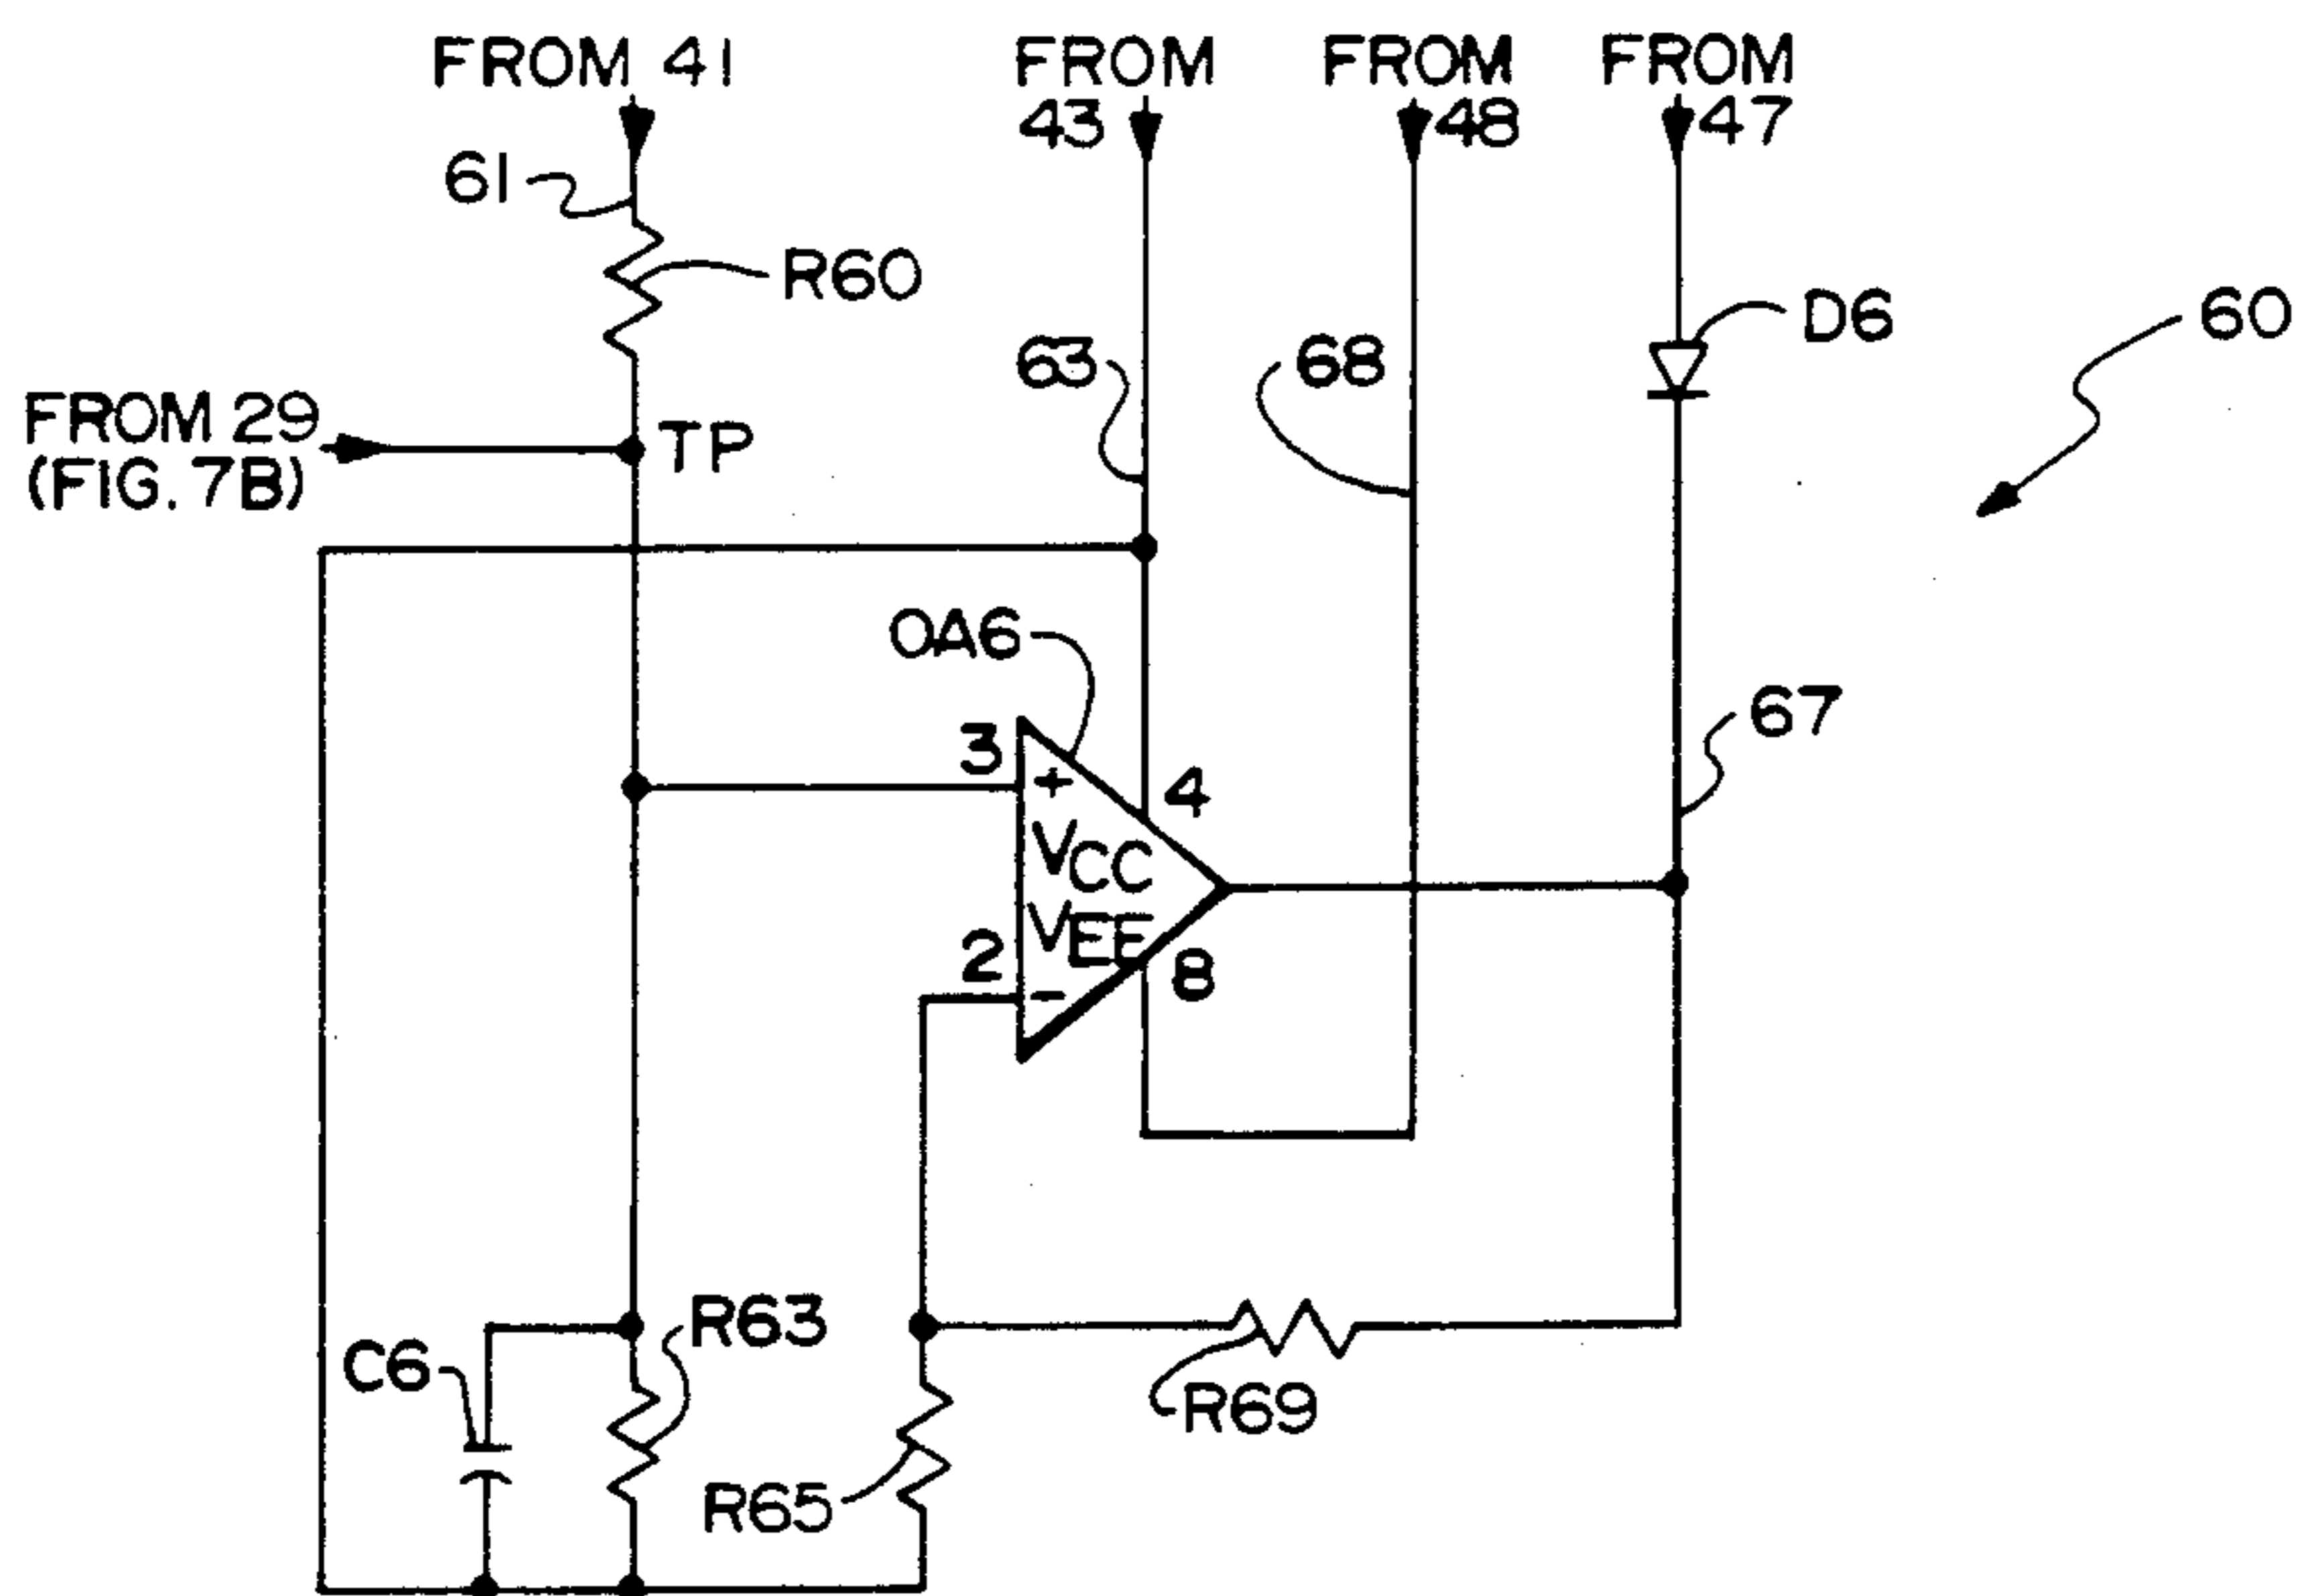 FROM 41
FROM
43
FROM
48
FROM
47
61
R60
D6
60
63
68
FROM 29
(FIG. 7B)
TP
OA6
67
3
+
4
VCC
VEE
2
-
8
R63
C6
R69
R65